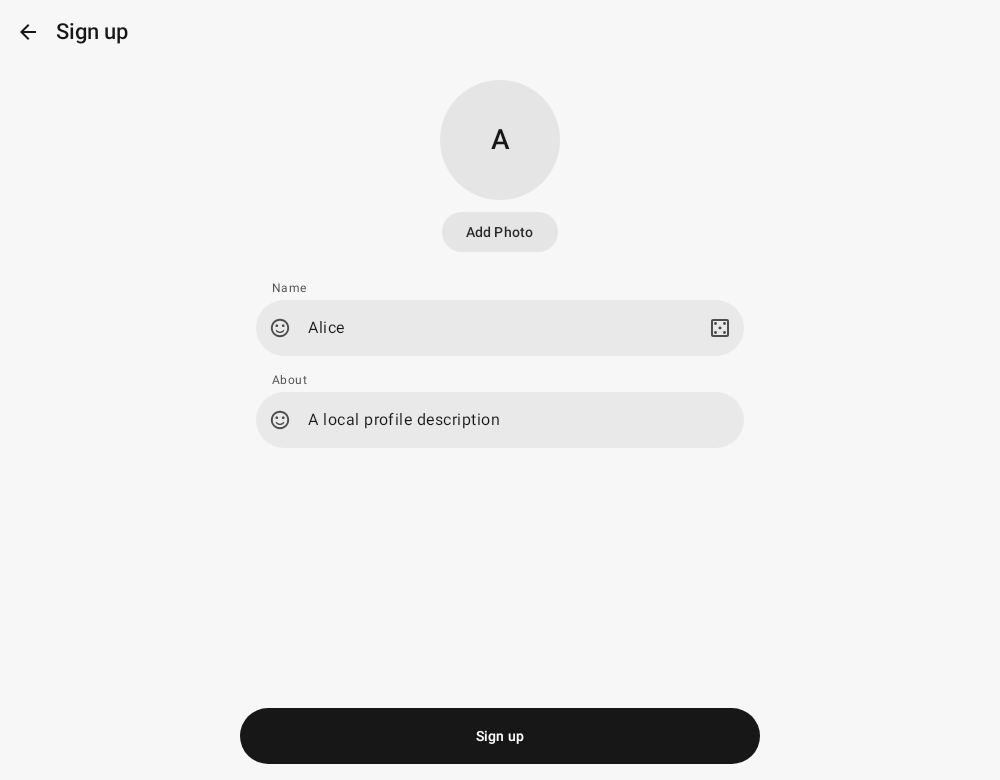 Sign up
A
Add Photo
Name
Alice
About
A local profile description
Sign up